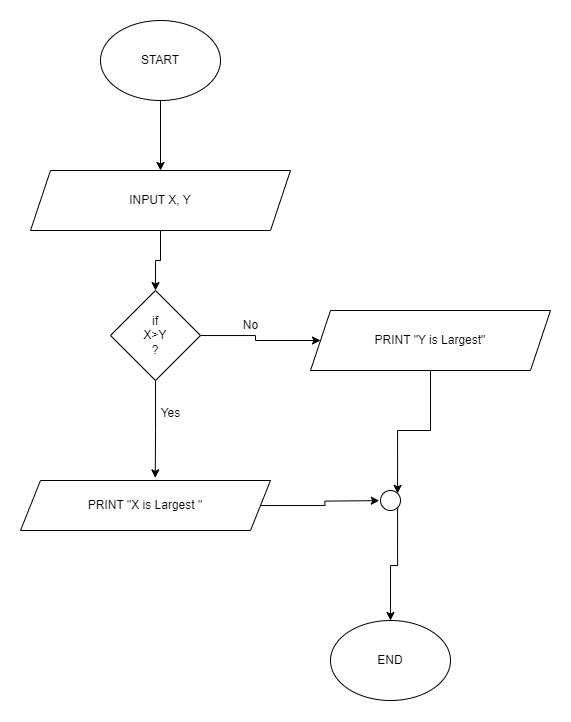 START
INPUT X, Y
if
X>Y
?
No
PRINT "Y is Largest"
Yes
PRINT "X is Largest "
END